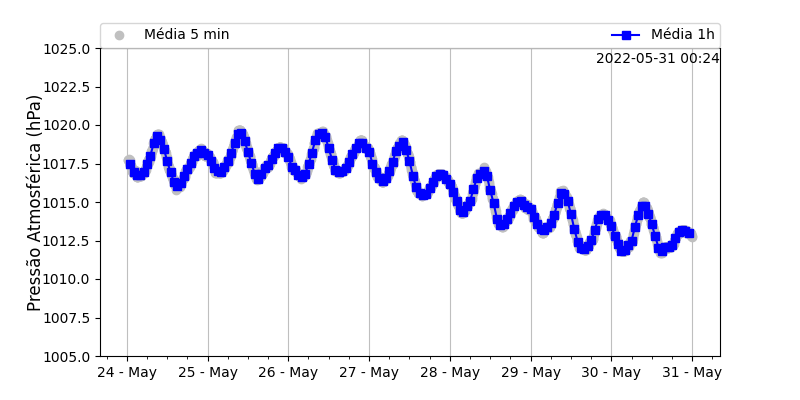 Média 5 min
Média 1h
2022-05-31 00:24
Pressão Atmosférica (hPa)
1025.0
1022.5
1020.0
1017.5
1015.0
1012.5
1010.0
1007.5
1005.0
24 - May
25 - May
26 - May
27 - May
28 - May
29 - May
30 - May
31 - May